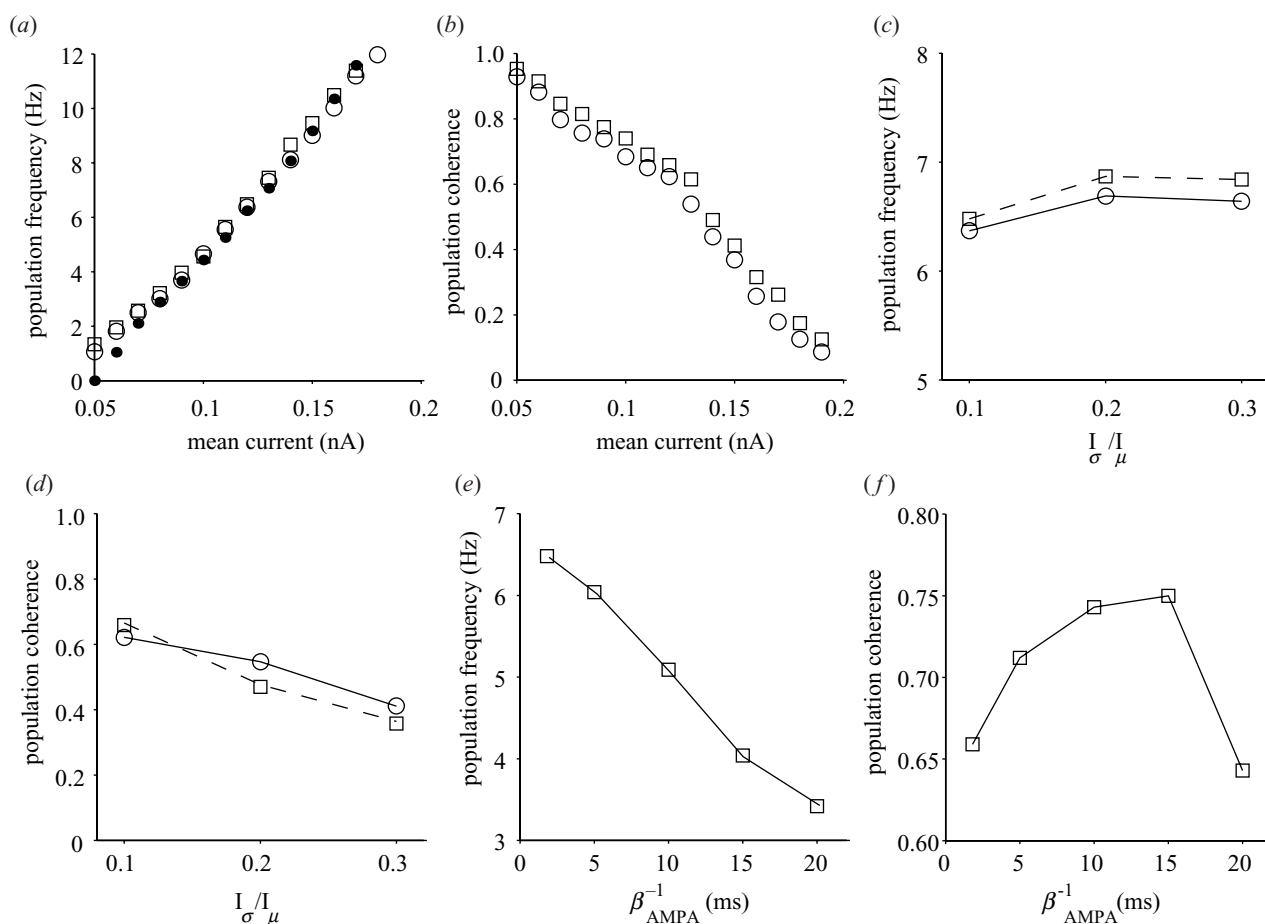 (a)
12
10
8
6
4
2
0
population frequency (Hz)
0.05 0.1 0.15 0.2
mean current (nA)
(b)
1.0
0.8
0.6
0.4
0.2
0
population coherence
0.05 0.1 0.15 0.2
mean current (nA)
(c)
8
7
6
5
population frequency (Hz)
0.1 0.2 0.3
I_σ/I_μ
(d)
1.0
0.8
0.6
0.4
0.2
0
population coherence
0.1 0.2 0.3
I_σ/I_μ
(e)
7
6
5
4
3
population frequency (Hz)
0 5 10 15 20
β⁻¹_AMPA (ms)
(f)
0.80
0.75
0.70
0.65
0.60
population coherence
0 5 10 15 20
β⁻¹_AMPA (ms)